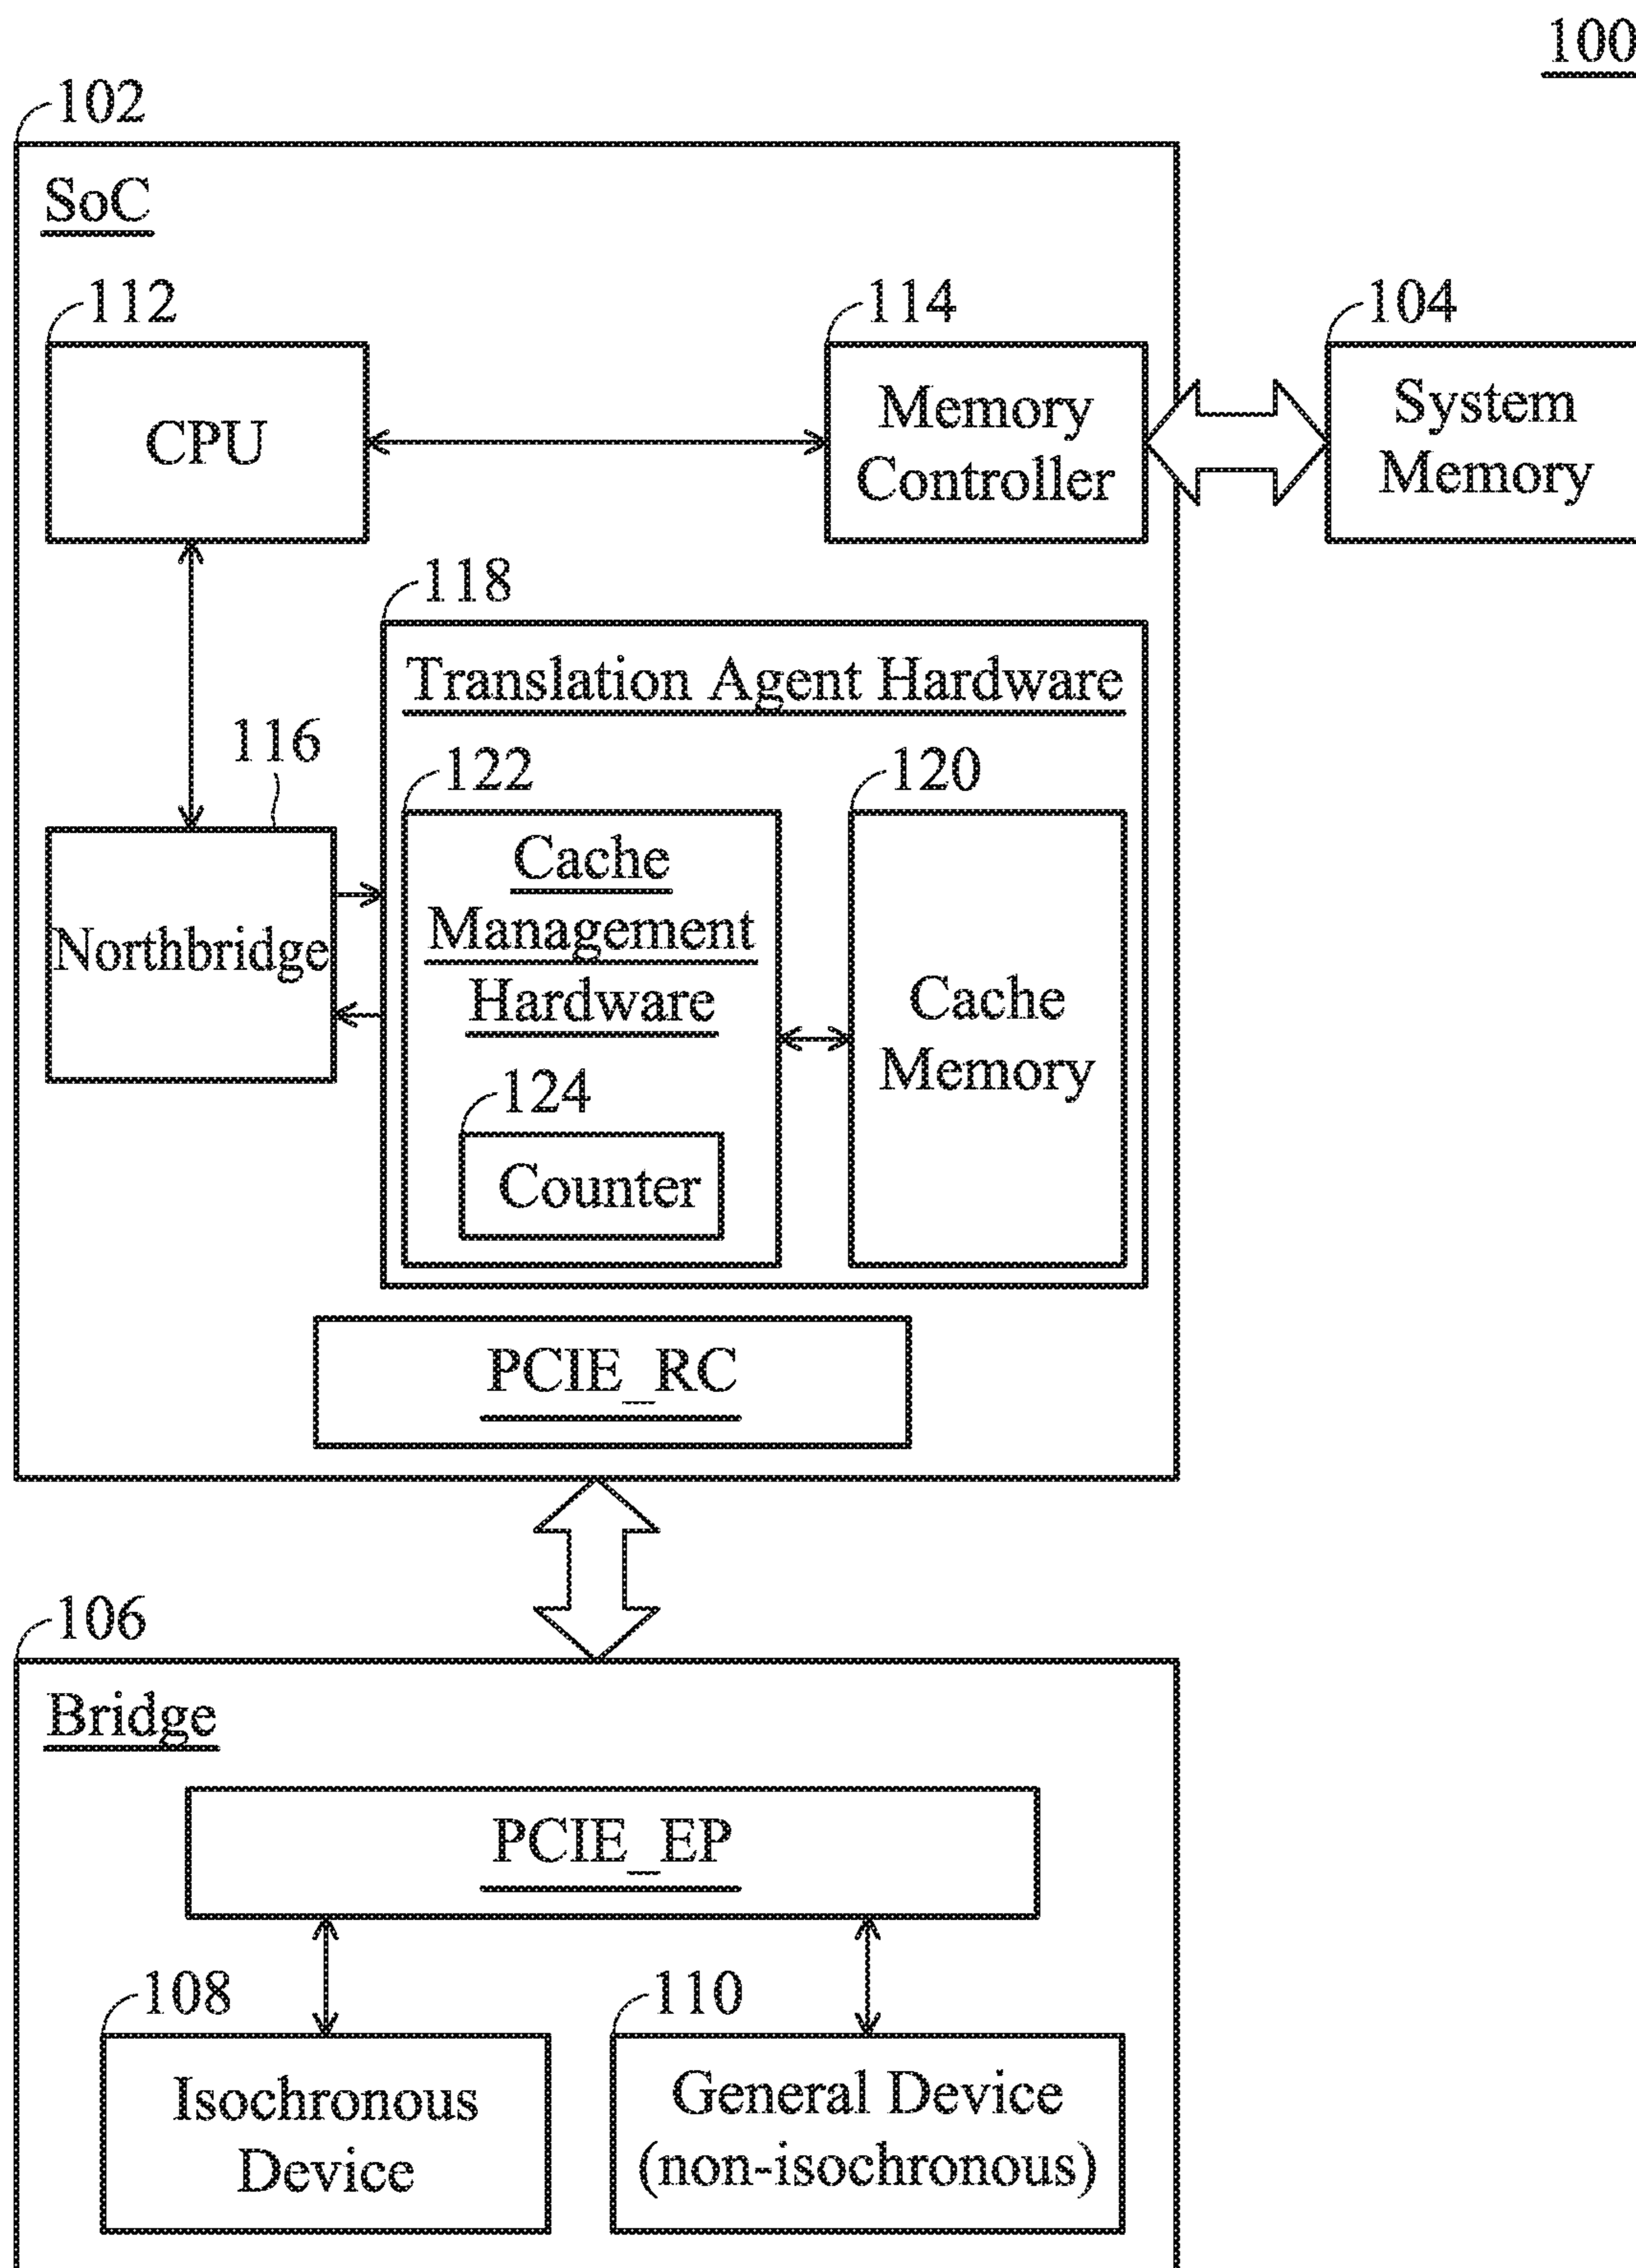 100
102
SoC
112
CPU
114
Memory
Controller
104
System
Memory
118
Translation Agent Hardware
116
Northbridge
122
Cache
Management
Hardware
124
Counter
120
Cache
Memory
PCIE_RC
106
Bridge
PCIE_EP
108
Isochronous
Device
110
General Device
(non-isochronous)